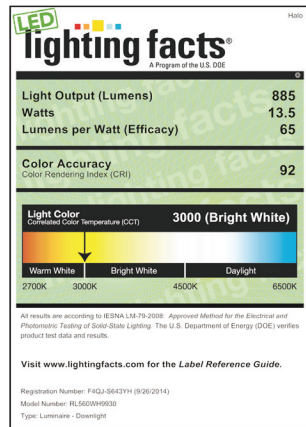 Halo
LED
lighting facts®
A Program of the U.S. DOE
Light Output (Lumens) 885
Watts 13.5
Lumens per Watt (Efficacy) 65
Color Accuracy 92
Color Rendering Index (CRI)
Light Color
Correlated Color Temperature (CCT) 3000 (Bright White)
Warm White Bright White Daylight
2700K 3000K 4500K 6500K
All results are according to IESNA LM-79-2008: Approved Method for the Electrical and
Photometric Testing of Solid-State Lighting. The U.S. Department of Energy (DOE) verifies
product test data and results.
Visit www.lightingfacts.com for the Label Reference Guide.
Registration Number: F4QJ-S643YH (9/26/2014)
Model Number: RL560WH9930
Type: Luminaire - Downlight